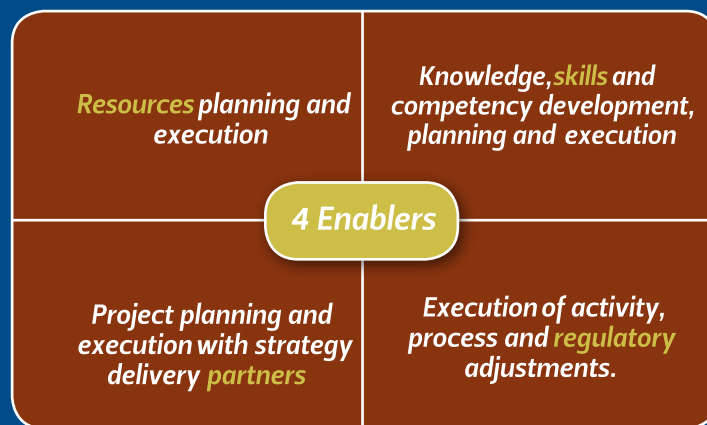 Resources planning and
execution
Knowledge, skills and
competency development,
planning and execution
4 Enablers
Project planning and
execution with strategy
delivery partners
Execution of activity,
process and regulatory
adjustments.